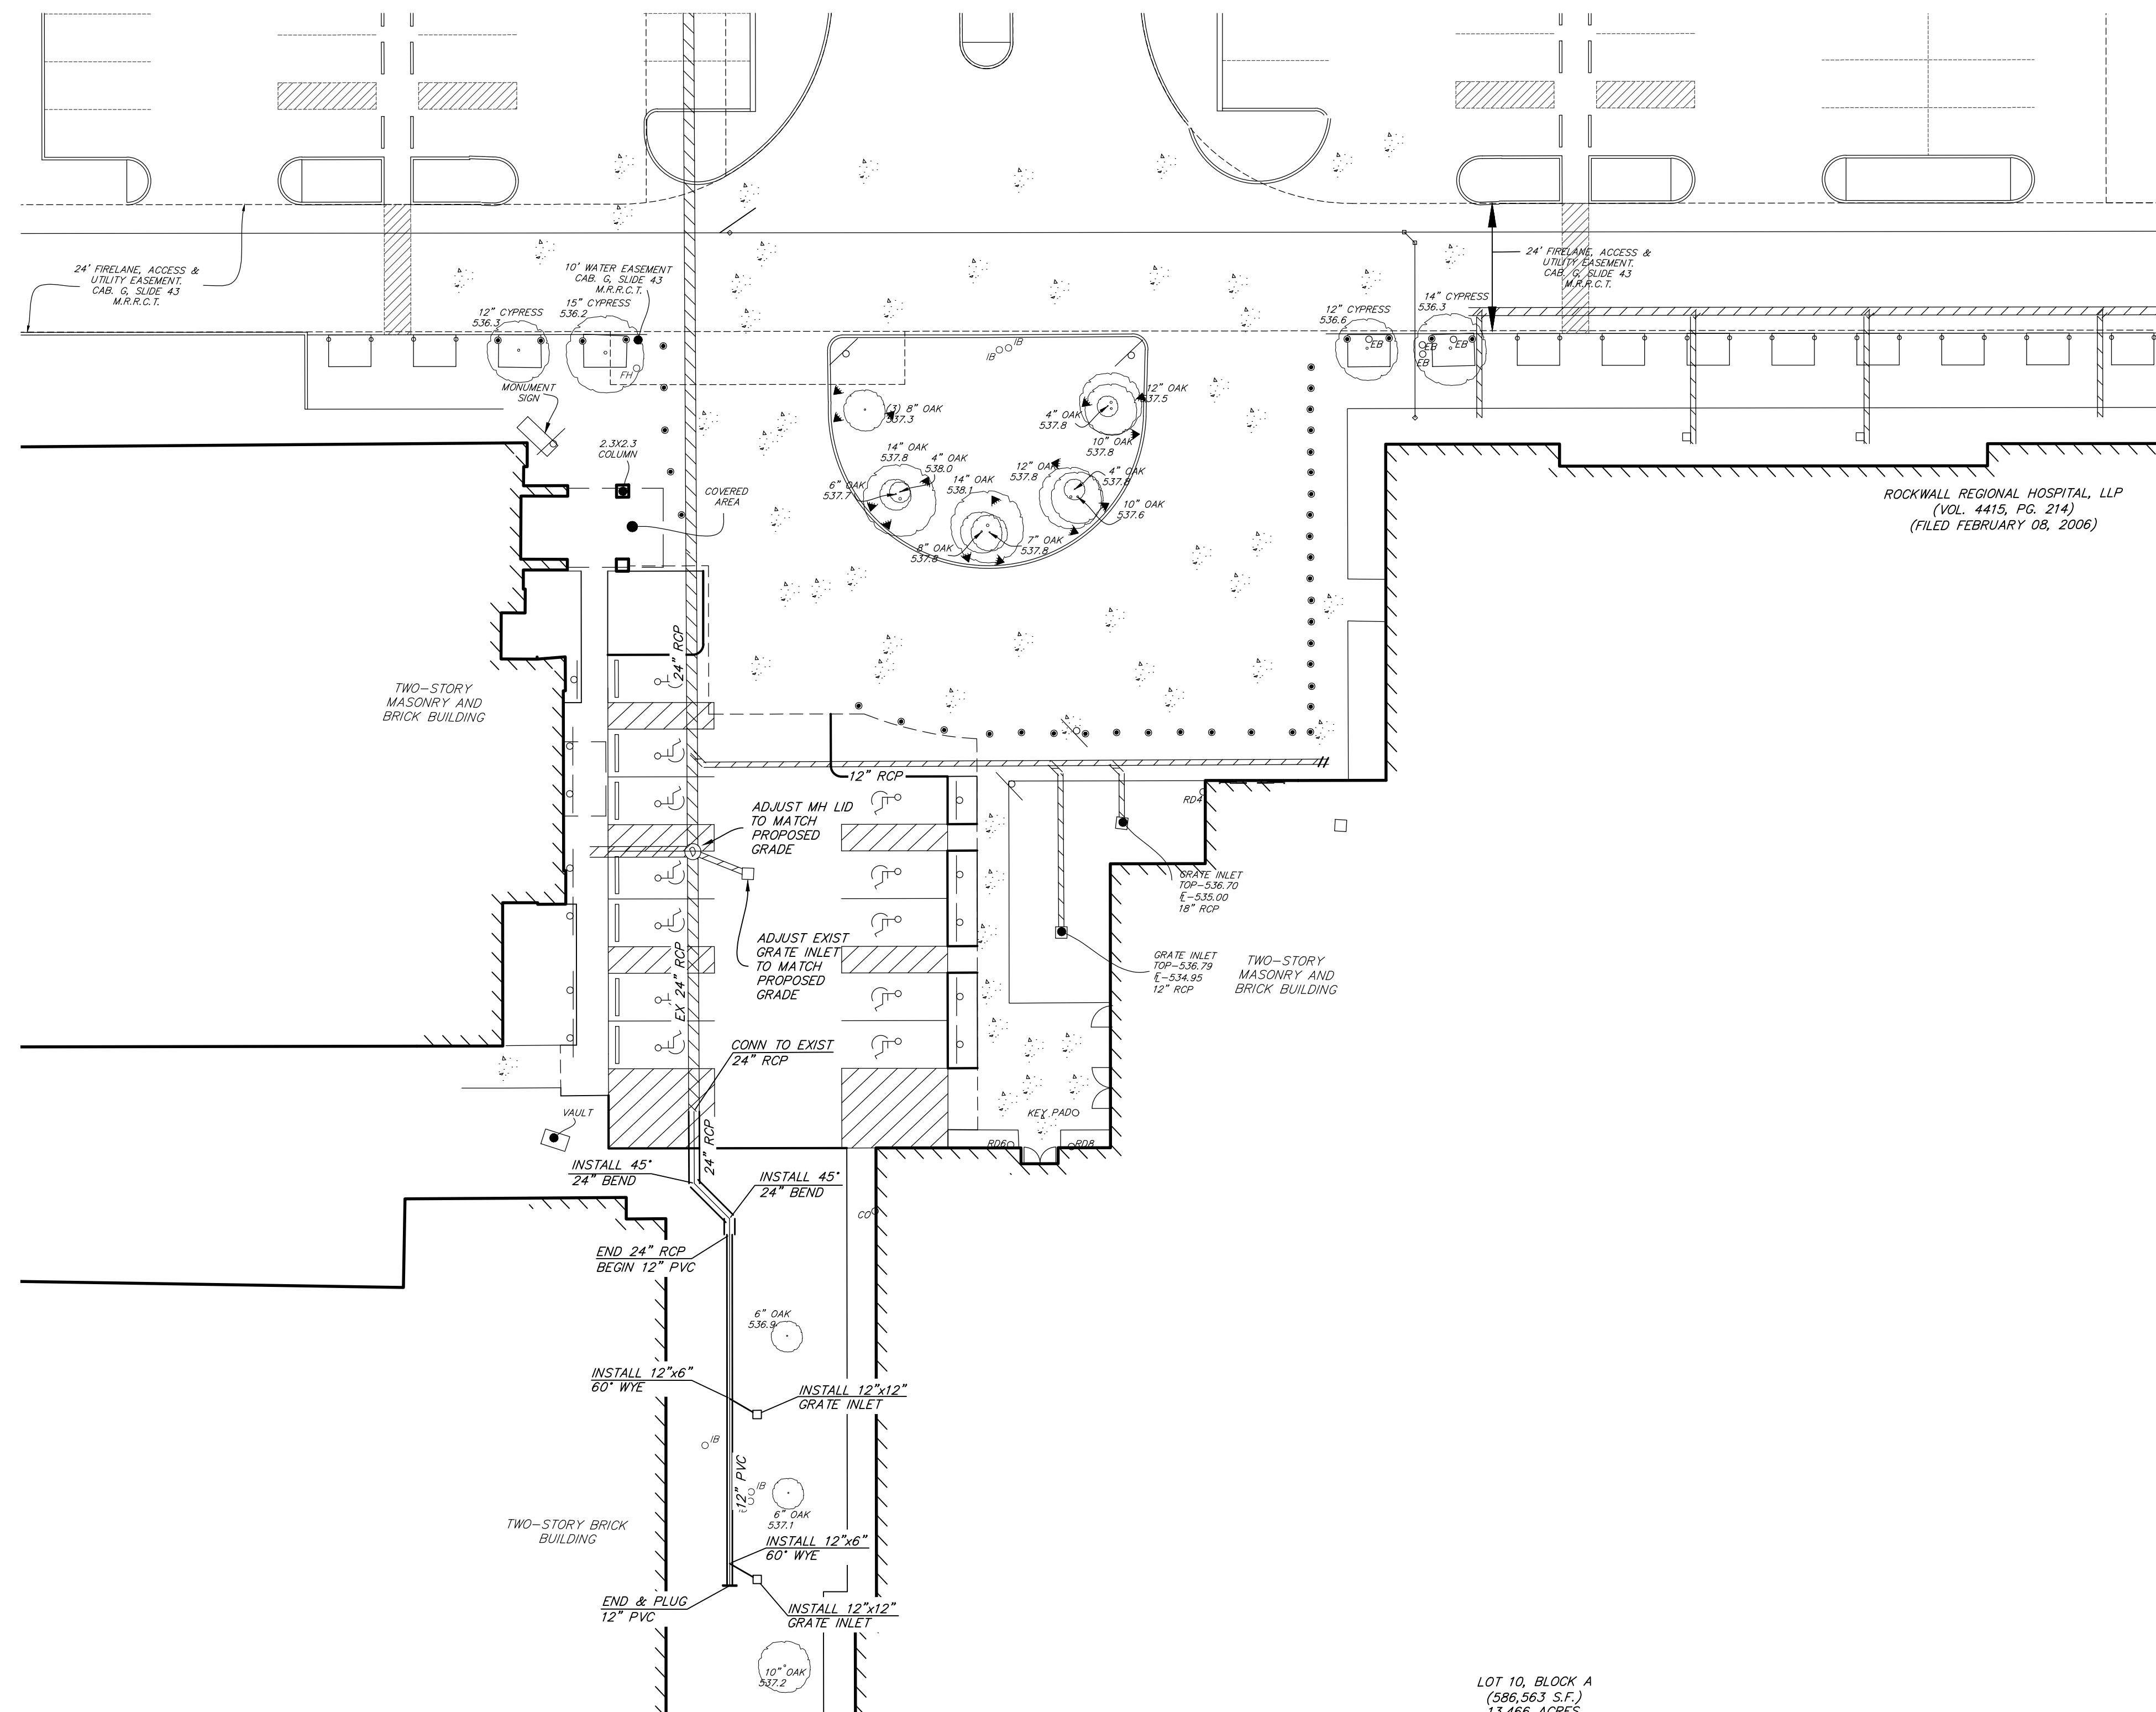 24' FIRELANE, ACCESS &
UTILITY EASEMENT.
CAB. G, SLIDE 43
M.R.R.C.T.
10' WATER EASEMENT
CAB. G, SLIDE 43
M.R.R.C.T.
24' FIRELANE, ACCESS &
UTILITY EASEMENT.
CAB. G, SLIDE 43
M.R.R.C.T.
12" CYPRESS
536.3
15" CYPRESS
536.2
12" CYPRESS
536.6
14" CYPRESS
536.3
IB
IB
EB
EB
EB
EB
FH
MONUMENT
SIGN
(3) 8" OAK
537.3
12" OAK
537.5
4" OAK
537.8
10" OAK
537.8
2.3X2.3
COLUMN
14" OAK
537.8
4" OAK
538.0
6" OAK
537.7
14" OAK
538.1
12" OAK
537.8
4" OAK
537.8
10" OAK
537.6
8" OAK
537.8
7" OAK
537.8
COVERED
AREA
ROCKWALL REGIONAL HOSPITAL, LLP
(VOL. 4415, PG. 214)
(FILED FEBRUARY 08, 2006)
24" RCP
TWO-STORY
MASONRY AND
BRICK BUILDING
12" RCP
RD4
ADJUST MH LID
TO MATCH
PROPOSED
GRADE
GRATE INLET
TOP-536.70
FL-535.00
18" RCP
ADJUST EXIST
GRATE INLET
TO MATCH
PROPOSED
GRADE
EX 24" RCP
GRATE INLET
TOP-536.79
FL-534.95
12" RCP
TWO-STORY
MASONRY AND
BRICK BUILDING
CONN TO EXIST
24" RCP
VAULT
KEY PAD
24" RCP
RD6
RD8
INSTALL 45°
24" BEND
INSTALL 45°
24" BEND
CO
END 24" RCP
BEGIN 12" PVC
6" OAK
536.9
INSTALL 12"x6"
60° WYE
INSTALL 12"x12"
GRATE INLET
IB
12" PVC
IB
6" OAK
537.1
TWO-STORY BRICK
BUILDING
INSTALL 12"x6"
60° WYE
END & PLUG
12" PVC
INSTALL 12"x12"
GRATE INLET
10" OAK
537.2
LOT 10, BLOCK A
(586,563 S.F.)
13.466 ACRES